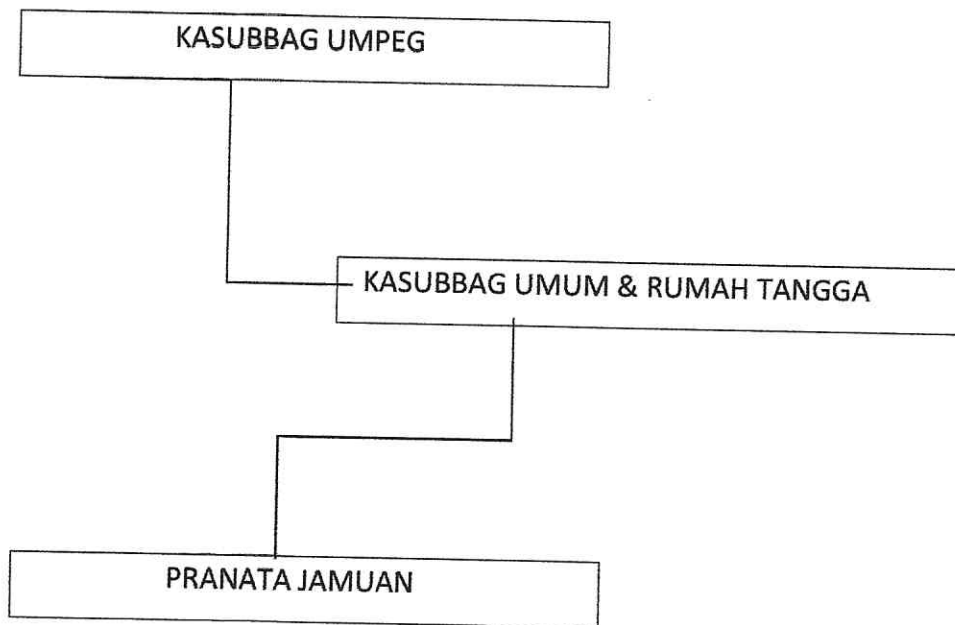 KASUBBAG UMPEG
KASUBBAG UMUM & RUMAH TANGGA
PRANATA JAMUAN